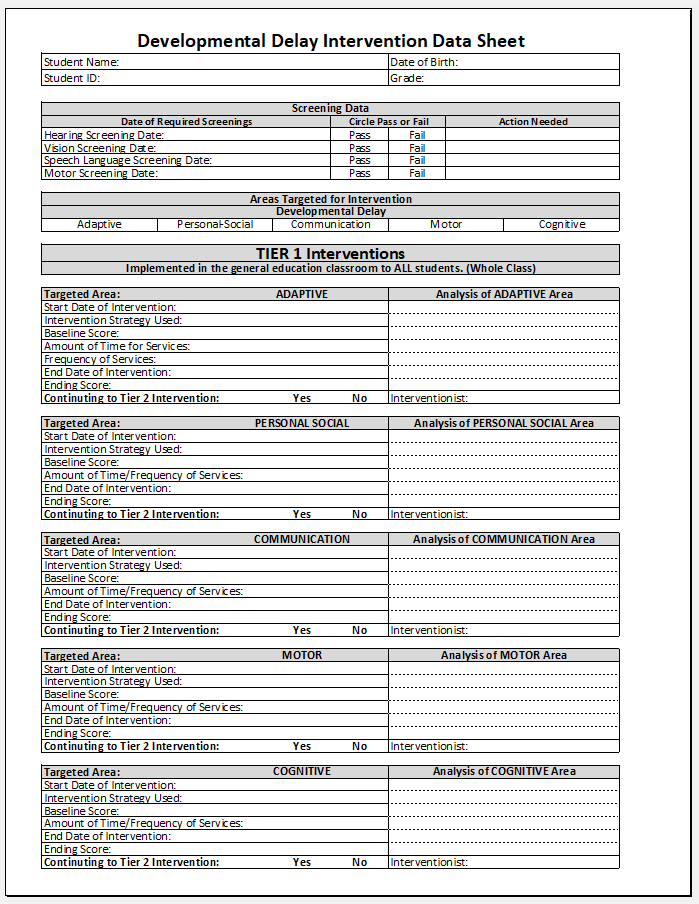 Developmental Delay Intervention Data Sheet
Student Name: Date of Birth:
Student ID: Grade:
Screening Data
Date of Required Screenings Circle Pass or Fail Action Needed
Hearing Screening Date: Pass Fail
Vision Screening Date: Pass Fail
Speech Language Screening Date: Pass Fail
Motor Screening Date: Pass Fail
Areas Targeted for Intervention
Developmental Delay
Adaptive Personal-Social Communication Motor Cognitive
TIER 1 Interventions
Implemented in the general education classroom to ALL students. (Whole Class)
Targeted Area: ADAPTIVE Analysis of ADAPTIVE Area
Start Date of Intervention:
Intervention Strategy Used:
Baseline Score:
Amount of Time for Services:
Frequency of Services:
End Date of Intervention:
Ending Score:
Continuing to Tier 2 Intervention: Yes No Interventionist:
Targeted Area: PERSONAL SOCIAL Analysis of PERSONAL SOCIAL Area
Start Date of Intervention:
Intervention Strategy Used:
Baseline Score:
Amount of Time/Frequency of Services:
End Date of Intervention:
Ending Score:
Continuing to Tier 2 Intervention: Yes No Interventionist:
Targeted Area: COMMUNICATION Analysis of COMMUNICATION Area
Start Date of Intervention:
Intervention Strategy Used:
Baseline Score:
Amount of Time/Frequency of Services:
End Date of Intervention:
Ending Score:
Continuing to Tier 2 Intervention: Yes No Interventionist:
Targeted Area: MOTOR Analysis of MOTOR Area
Start Date of Intervention:
Intervention Strategy Used:
Baseline Score:
Amount of Time/Frequency of Services:
End Date of Intervention:
Ending Score:
Continuing to Tier 2 Intervention: Yes No Interventionist:
Targeted Area: COGNITIVE Analysis of COGNITIVE Area
Start Date of Intervention:
Intervention Strategy Used:
Baseline Score:
Amount of Time/Frequency of Services:
End Date of Intervention:
Ending Score:
Continuing to Tier 2 Intervention: Yes No Interventionist: